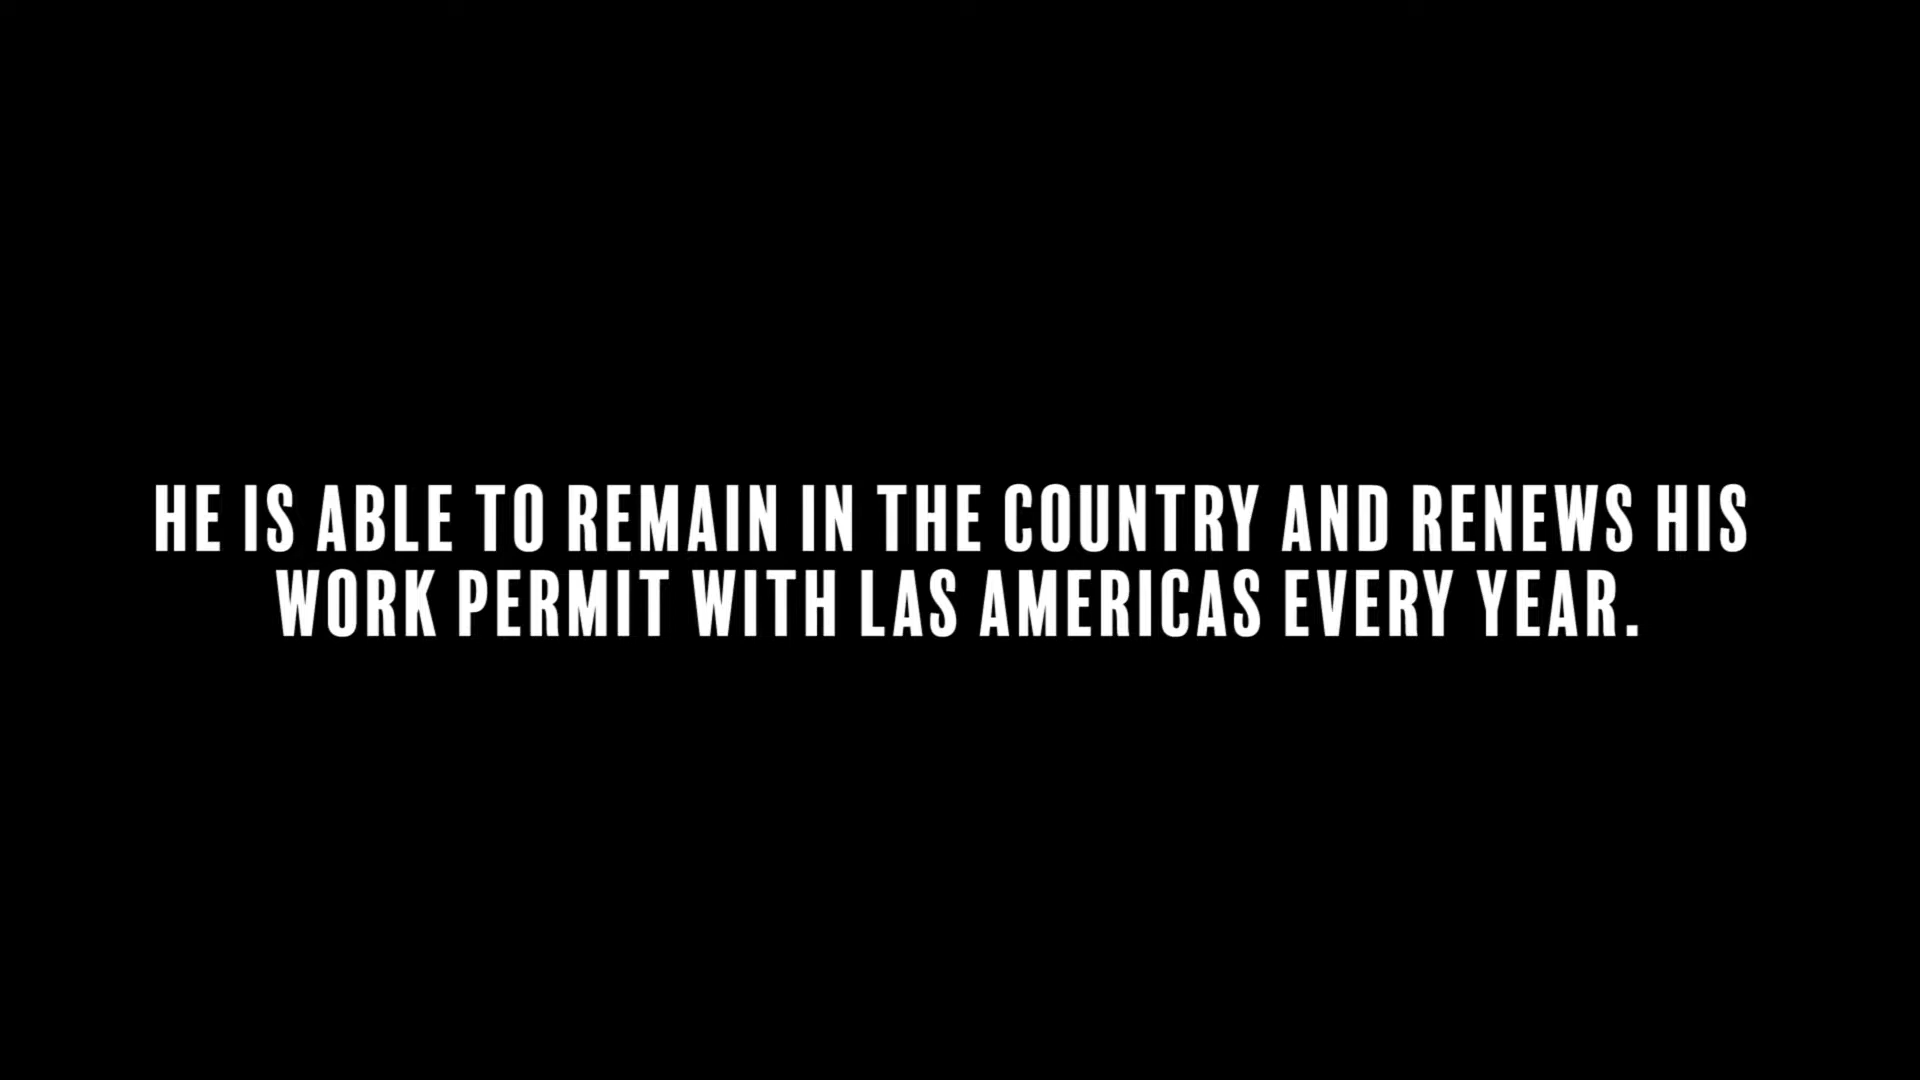 HE IS ABLE TO REMAIN IN THE COUNTRY AND RENEWS HIS
WORK PERMIT WITH LAS AMERICAS EVERY YEAR.